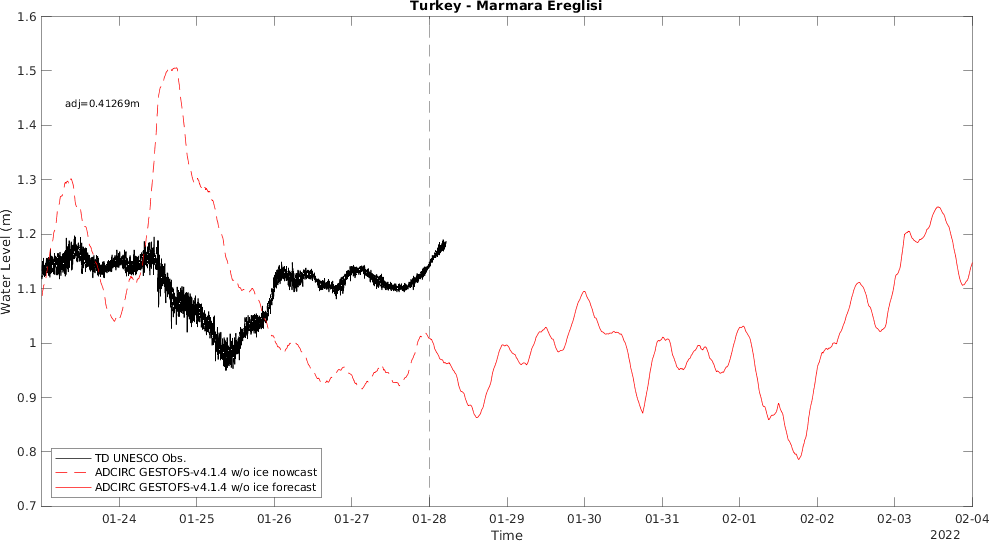 Turkey - Marmara Ereglisi
1.6
1.5
1.4
1.3
1.2
1.1
1
0.9
0.8
0.7
Water Level (m)
adj=0.41269m
TD UNESCO Obs.
ADCIRC GESTOFS-v4.1.4 w/o ice nowcast
ADCIRC GESTOFS-v4.1.4 w/o ice forecast
01-24 01-25 01-26 01-27 01-28 01-29 01-30 01-31 02-01 02-02 02-03 02-04
Time
2022